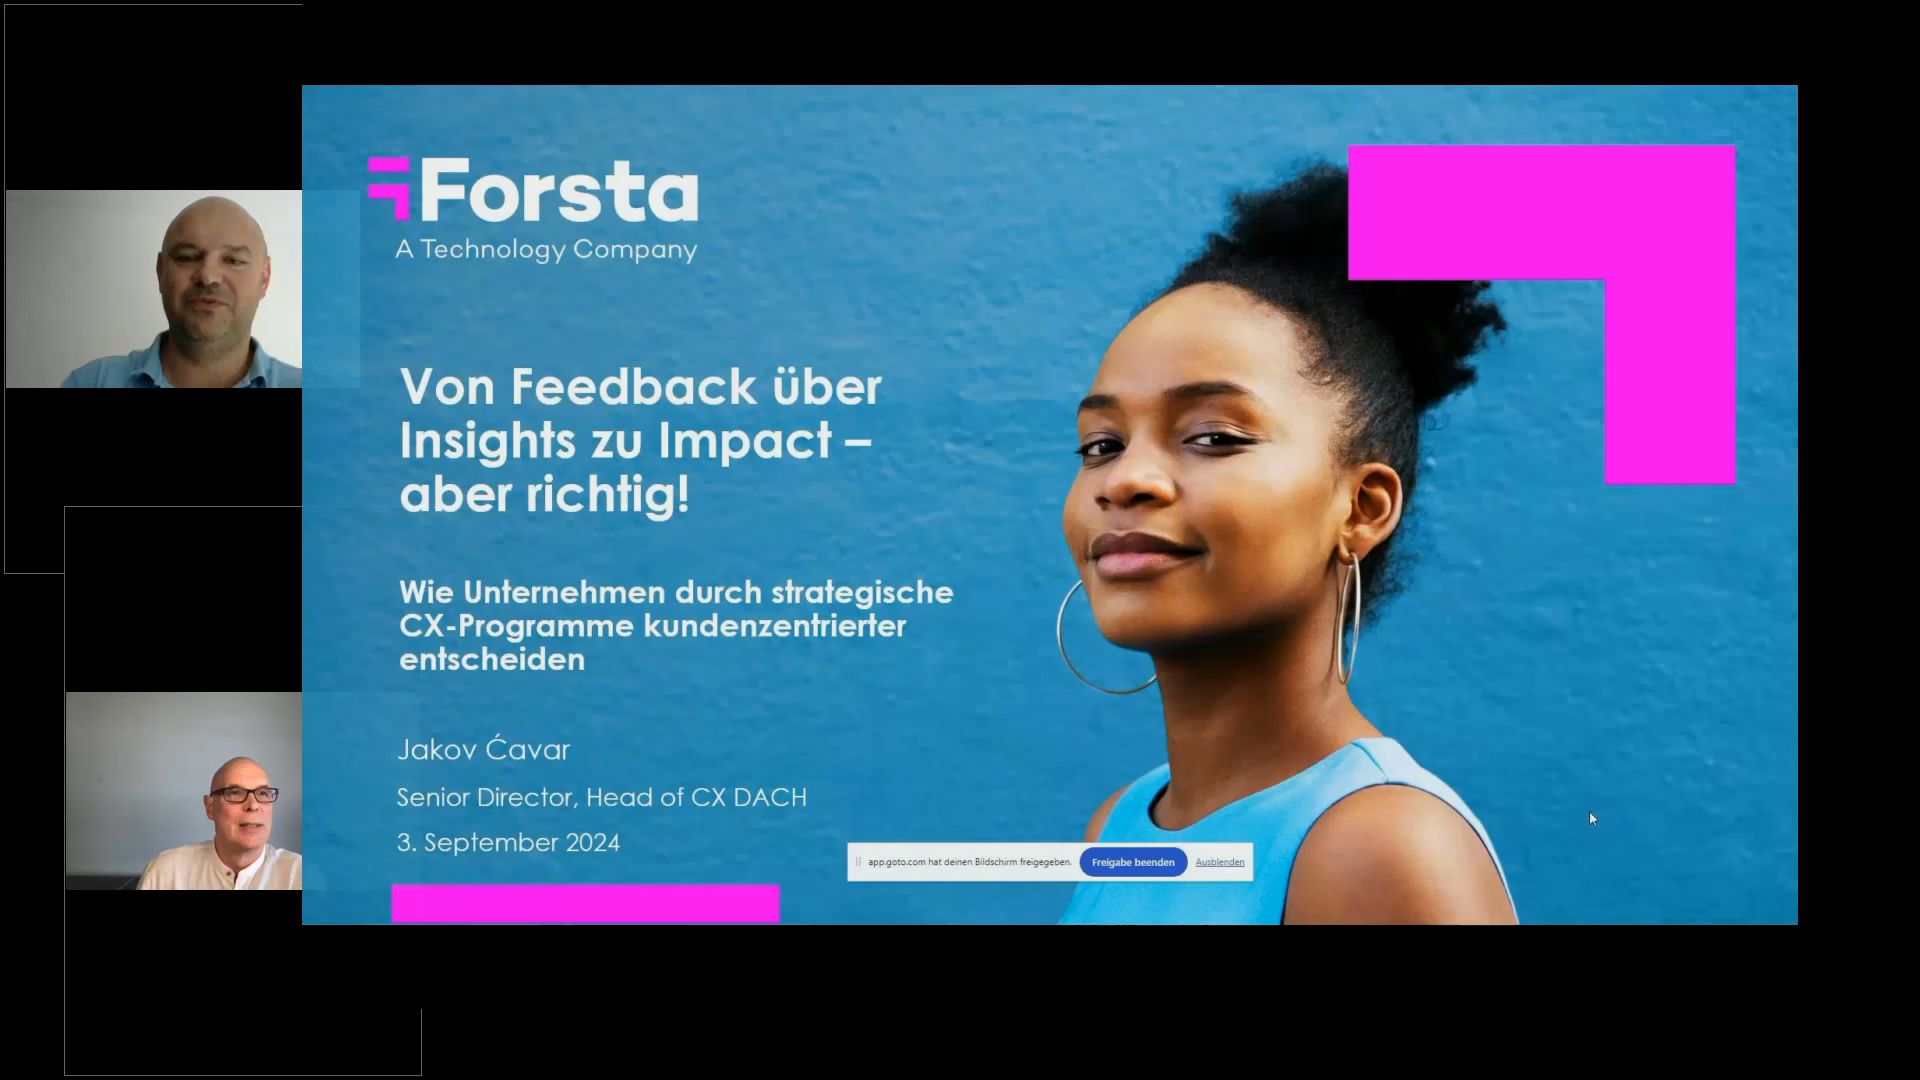 Forsta
A Technology Company
Von Feedback über
Insights zu Impact –
aber richtig!
Wie Unternehmen durch strategische
CX-Programme kundenzentrierter
entscheiden
Jakov Ćavar
Senior Director, Head of CX DACH
3. September 2024
app.goto.com hat deinen Bildschirm freigegeben. Freigabe beenden Ausblenden